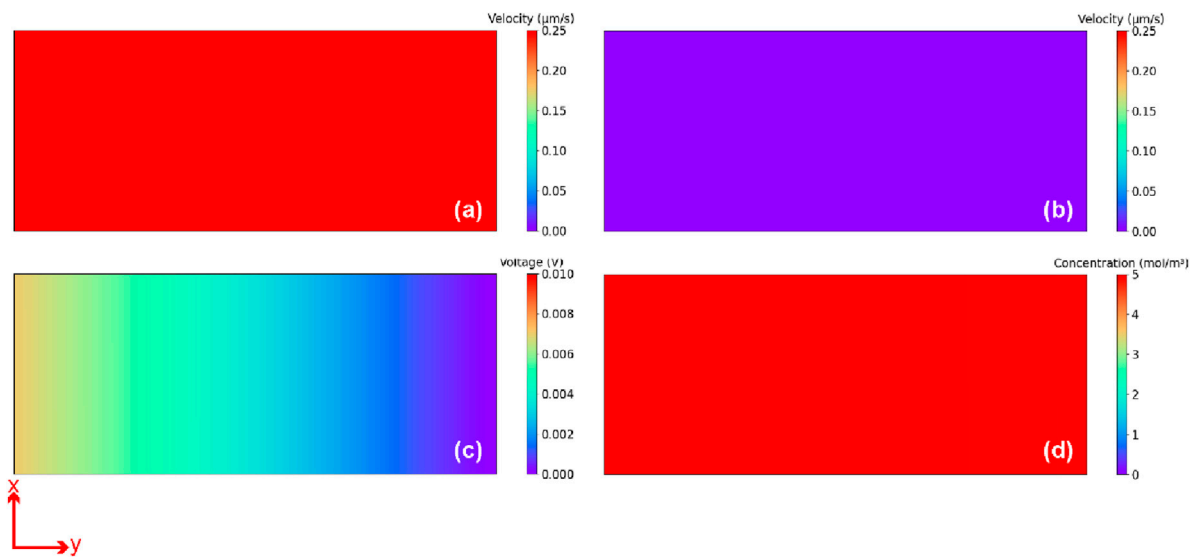 Velocity (μm/s)
0.25
0.20
0.15
0.10
0.05
0.00
(a)
Velocity (μm/s)
0.25
0.20
0.15
0.10
0.05
0.00
(b)
Voltage (V)
0.010
0.008
0.006
0.004
0.002
0.000
(c)
Concentration (mol/m³)
5
4
3
2
1
0
(d)
x
y